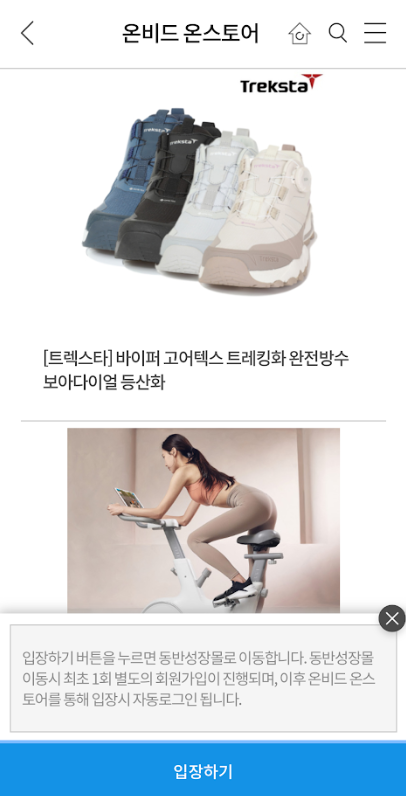 온비드 온스토어
Treksta
Treksta
[트렉스타] 바이퍼 고어텍스 트레킹화 완전방수
보아다이얼 등산화
입장하기 버튼을 누르면 동반성장몰로 이동합니다. 동반성장몰
이동시 최초 1회 별도의 회원가입이 진행되며, 이후 온비드 온스
토어를 통해 입장시 자동로그인 됩니다.
입장하기